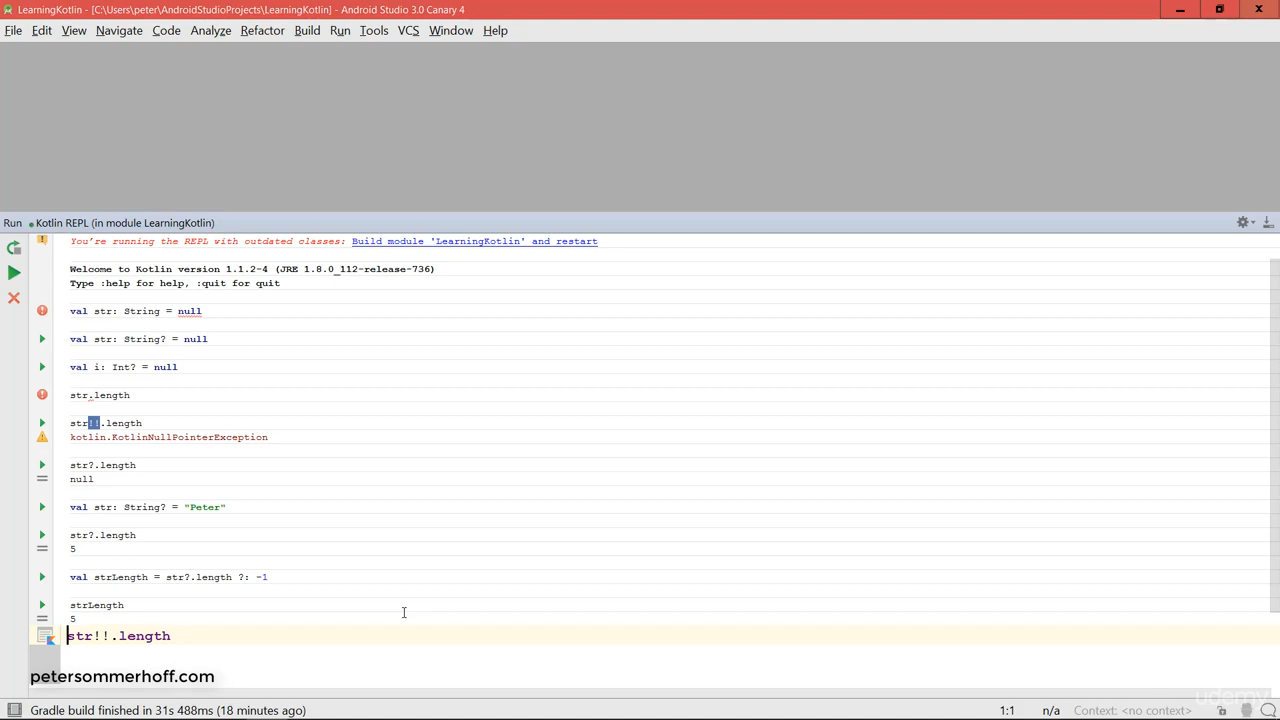 LearningKotlin - [C:\Users\peter\AndroidStudioProjects\LearningKotlin] - Android Studio 3.0 Canary 4
File Edit View Navigate Code Analyze Refactor Build Run Tools VCS Window Help
Run Kotlin REPL (in module LearningKotlin)
You're running the REPL with outdated classes: Build module 'LearningKotlin' and restart
Welcome to Kotlin version 1.1.2-4 (JRE 1.8.0_112-release-736)
Type :help for help, :quit for quit
val str: String = null
val str: String? = null
val i: Int? = null
str.length
str!!.length
kotlin.KotlinNullPointerException
str?.length
null
val str: String? = "Peter"
str?.length
5
val strLength = str?.length ?: -1
strLength
5
str!!.length
petersommerhoff.com
udemy
Gradle build finished in 31s 488ms (18 minutes ago) 1:1 n/a Context: <no context>